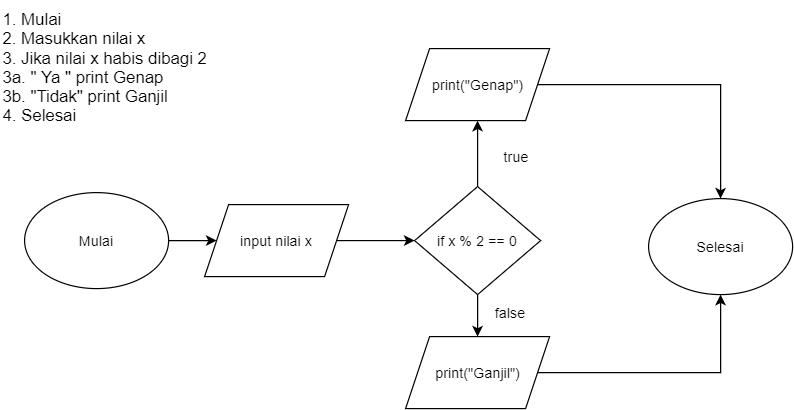 1. Mulai
2. Masukkan nilai x
3. Jika nilai x habis dibagi 2
3a. " Ya " print Genap
3b. "Tidak" print Ganjil
4. Selesai
print("Genap")
true
Mulai
input nilai x
if x % 2 == 0
Selesai
false
print("Ganjil")